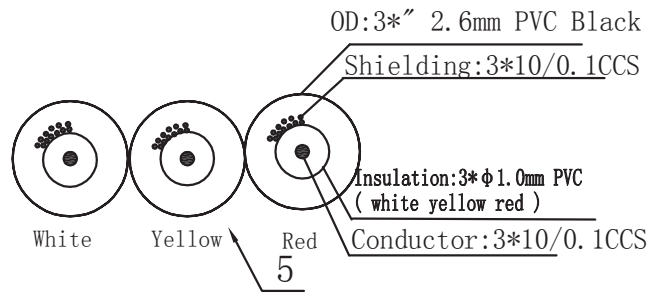 OD:3*″ 2.6mm PVC Black
Shielding:3*10/0.1CCS
Insulation:3*φ1.0mm PVC
( white yellow red )
White Yellow Red
Conductor:3*10/0.1CCS
5